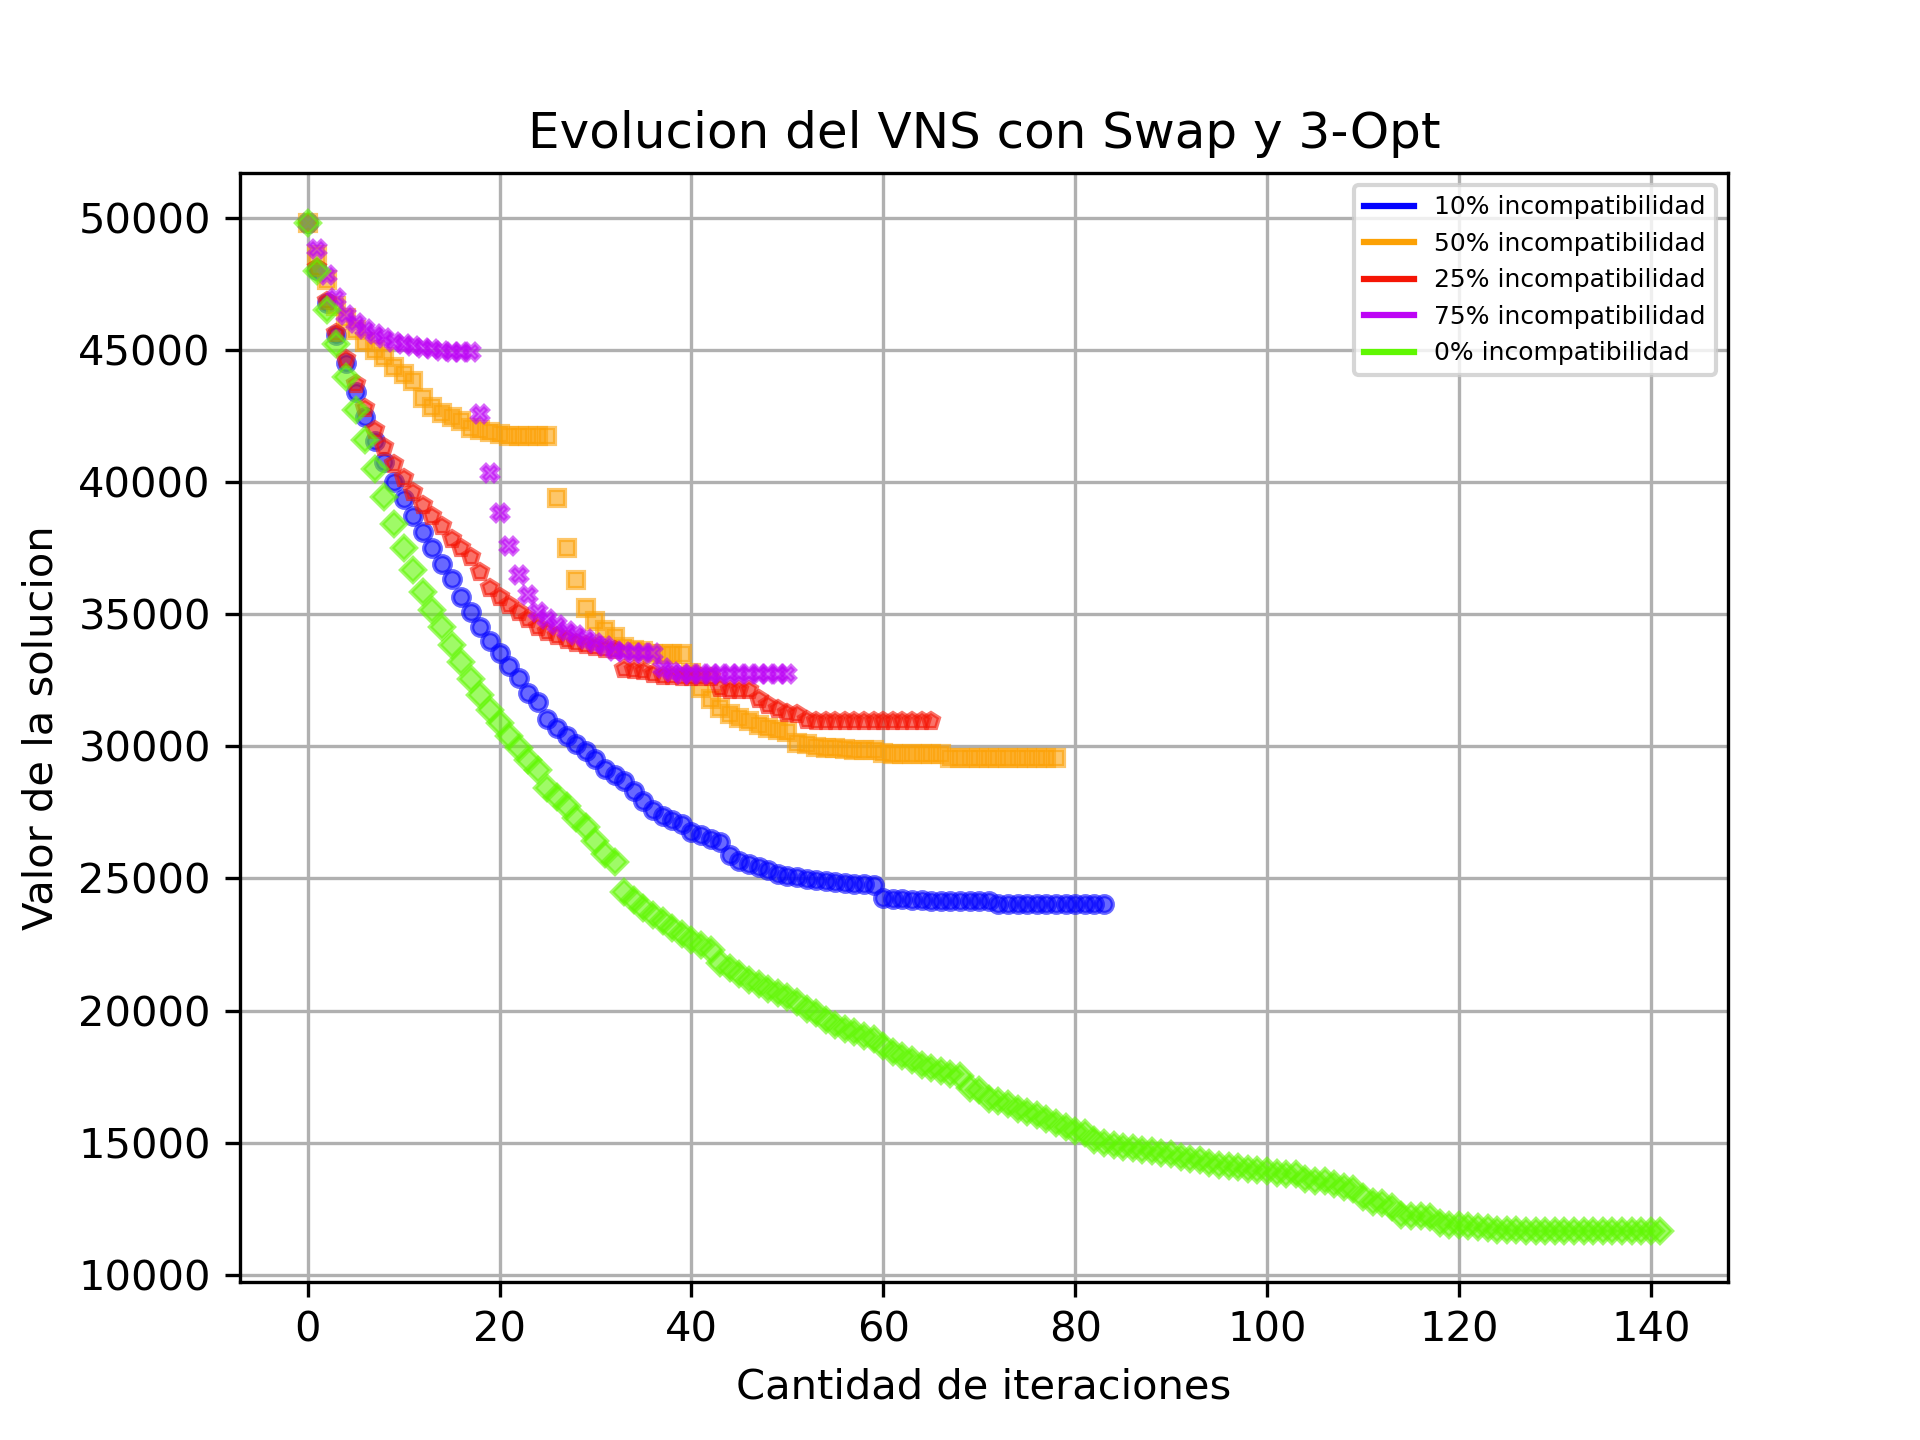 Evolucion del VNS con Swap y 3-Opt
10% incompatibilidad
50% incompatibilidad
25% incompatibilidad
75% incompatibilidad
0% incompatibilidad
Valor de la solucion
50000
45000
40000
35000
30000
25000
20000
15000
10000
0 20 40 60 80 100 120 140
Cantidad de iteraciones